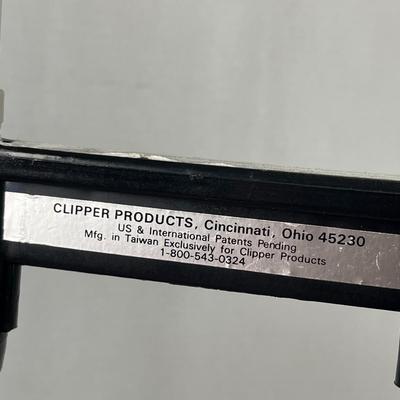 CLIPPER PRODUCTS, Cincinnati, Ohio 45230
US & International Patents Pending
Mfg. in Taiwan Exclusively for Clipper Products
1-800-543-0324